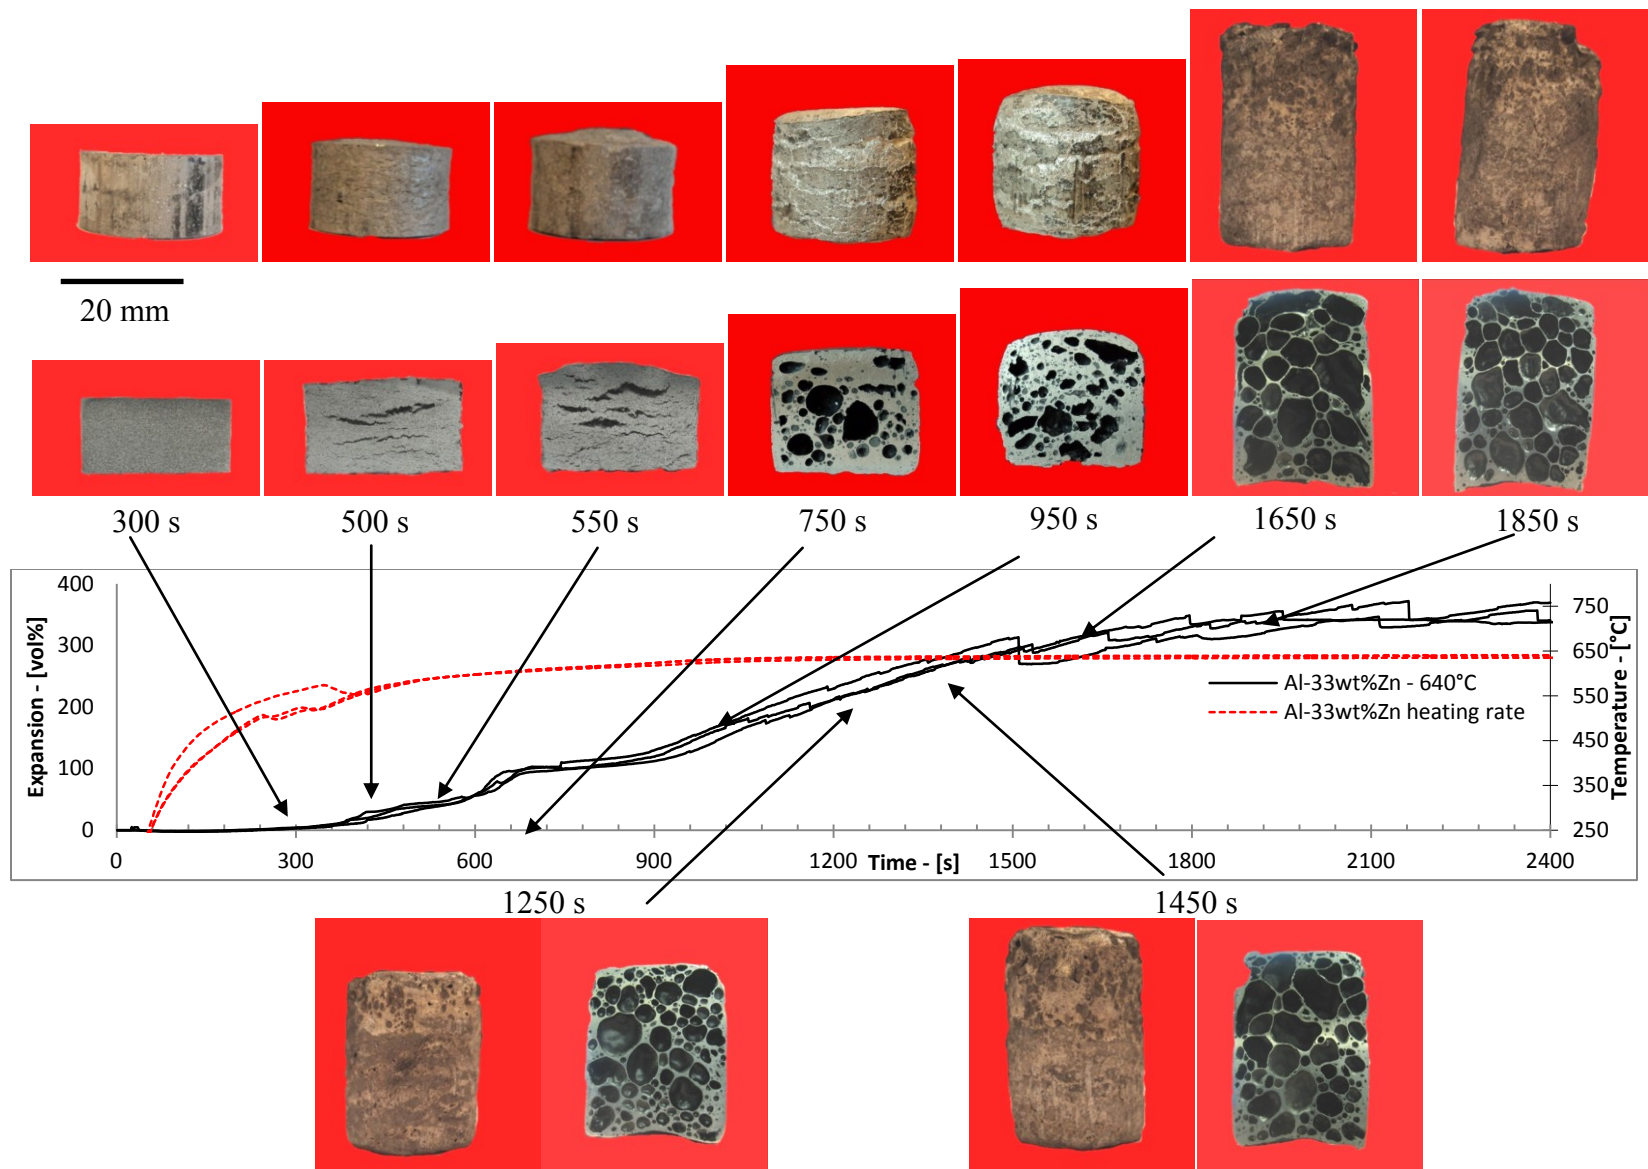 20 mm
300 s
500 s
550 s
750 s
950 s
1650 s
1850 s
400
300
200
100
0
Expansion - [vol%]
750
650
550
450
350
250
Temperature - [°C]
Al-33wt%Zn - 640°C
Al-33wt%Zn heating rate
0
300
600
900
1200
1500
1800
2100
2400
Time - [s]
1250 s
1450 s